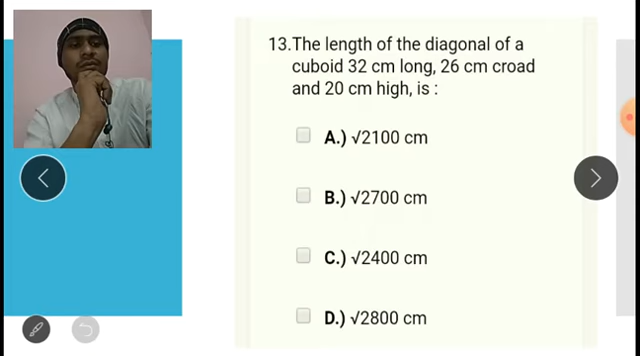 13.The length of the diagonal of a
cuboid 32 cm long, 26 cm croad
and 20 cm high, is :
A.) √2100 cm
B.) √2700 cm
C.) √2400 cm
D.) √2800 cm